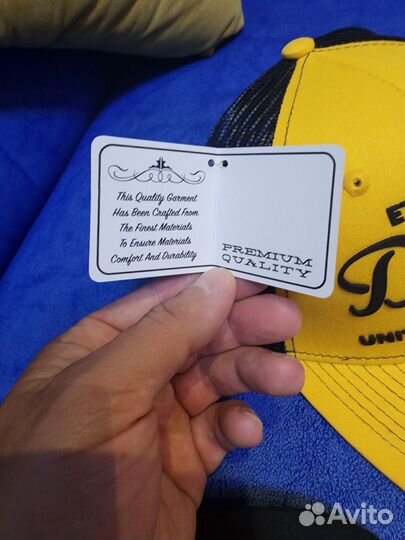 This Quality Garment
Has Been Crafted From
The Finest Materials
To Ensure Materials
Comfort And Durability
PREMIUM
QUALITY
Avito